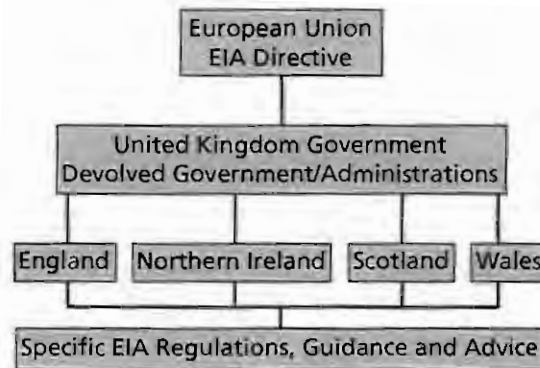 European Union
EIA Directive
United Kingdom Government
Devolved Government/Administrations
England
Northern Ireland
Scotland
Wales
Specific EIA Regulations, Guidance and Advice